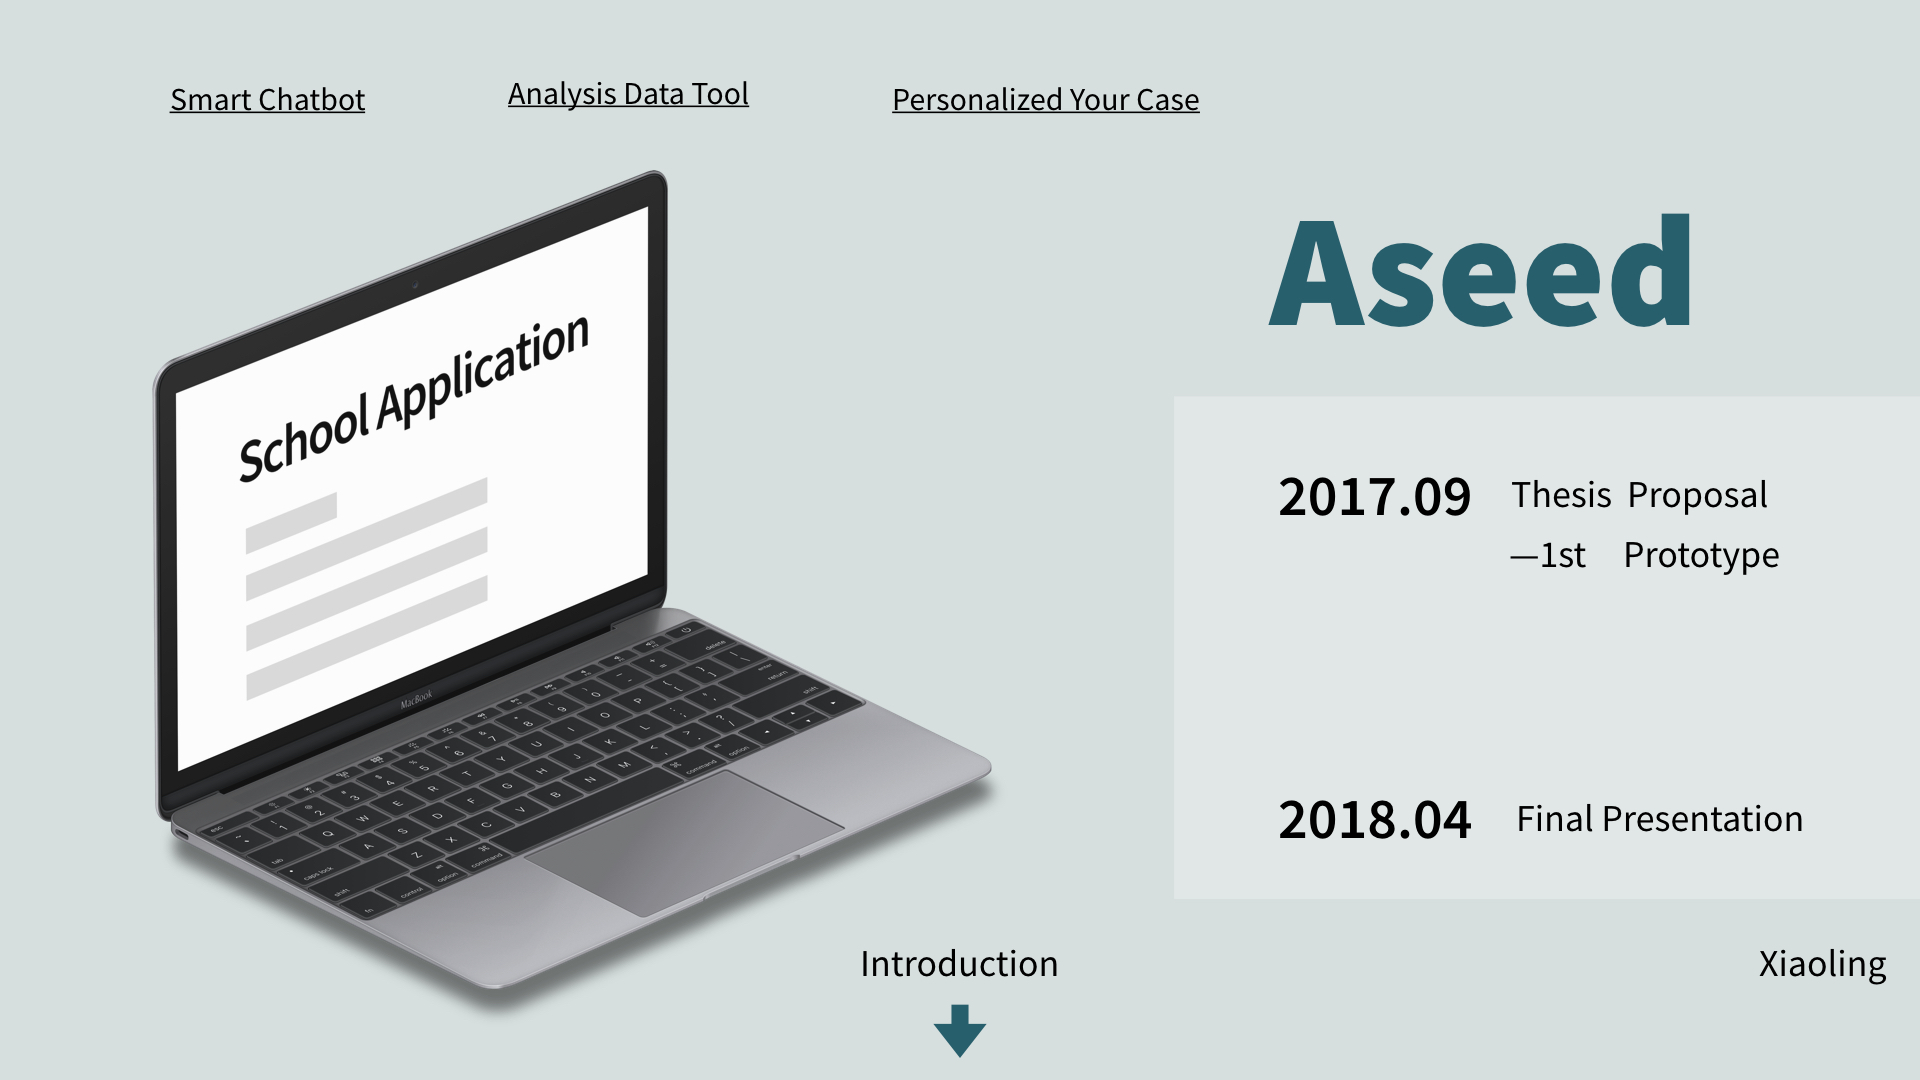 Smart Chatbot
Analysis Data Tool
Personalized Your Case
Aseed
School Application
MacBook
2017.09 Thesis Proposal
—1st Prototype
2018.04 Final Presentation
Introduction
Xiaoling